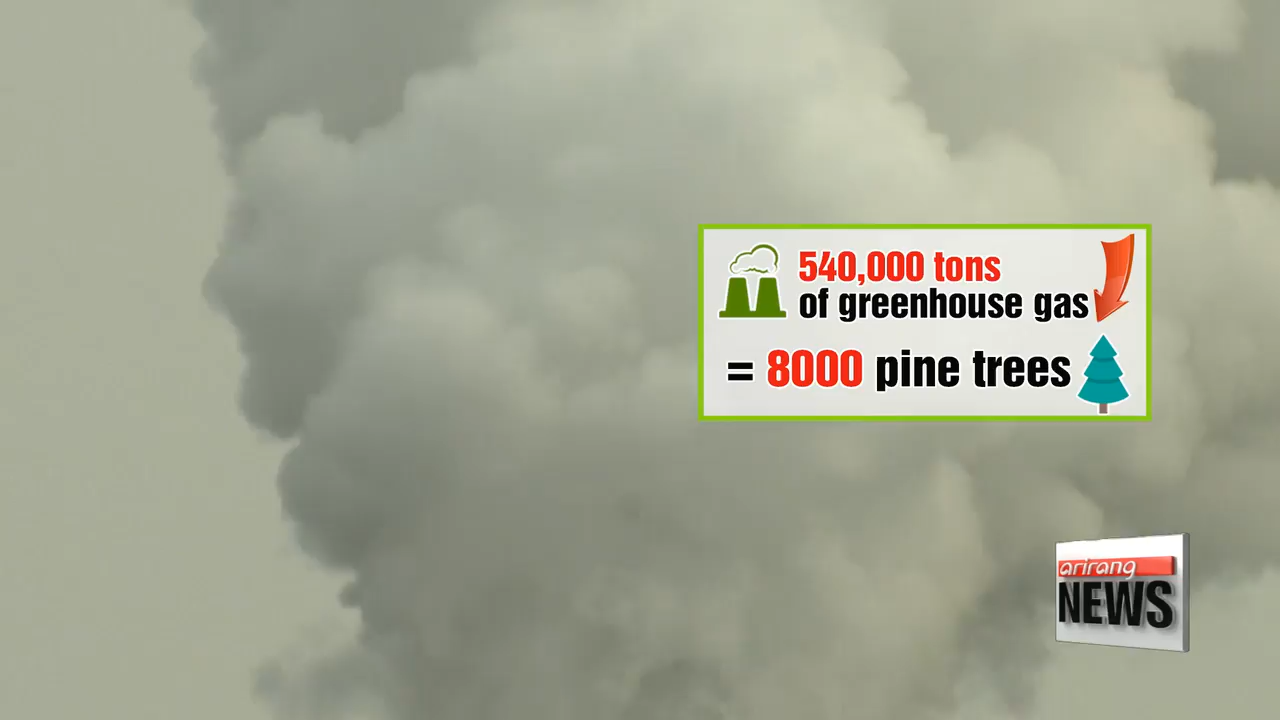 540,000 tons
of greenhouse gas
= 8000 pine trees
arirang
NEWS